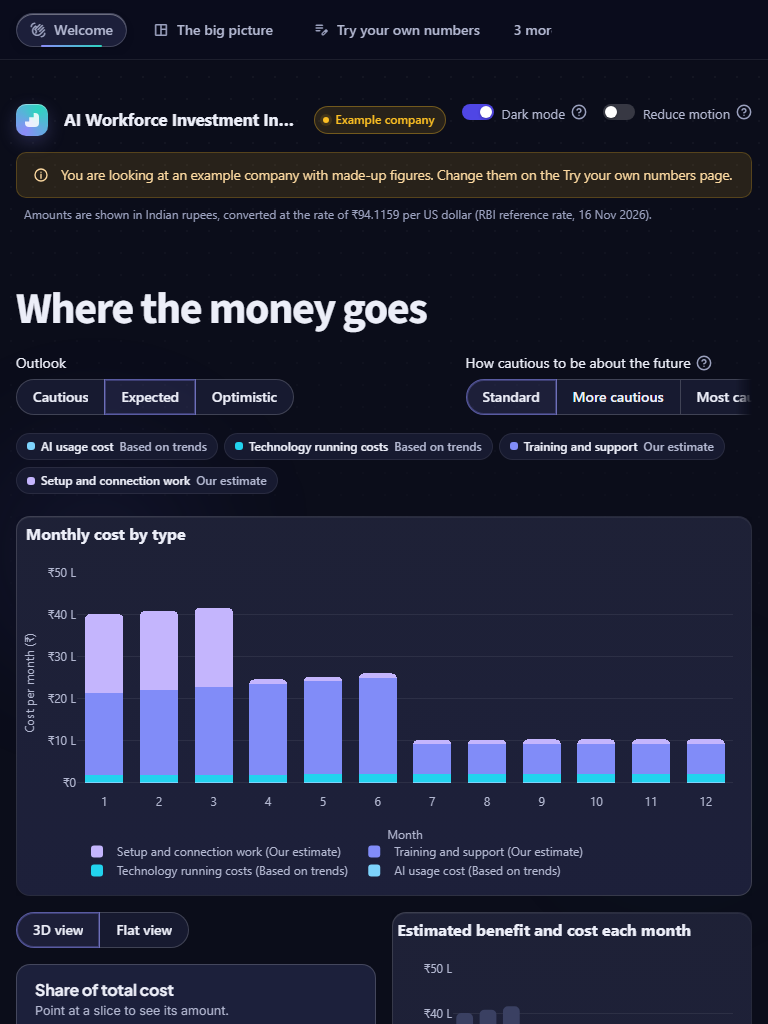 Welcome
The big picture
Try your own numbers
3 mor
AI Workforce Investment In...
Example company
Dark mode
Reduce motion
You are looking at an example company with made-up figures. Change them on the Try your own numbers page.
Amounts are shown in Indian rupees, converted at the rate of ₹94.1159 per US dollar (RBI reference rate, 16 Nov 2026).
Where the money goes
Outlook
How cautious to be about the future
Cautious Expected Optimistic
Standard More cautious Most cau
AI usage cost Based on trends
Technology running costs Based on trends
Training and support Our estimate
Setup and connection work Our estimate
Monthly cost by type
₹50 L
₹40 L
₹30 L
₹20 L
₹10 L
₹0
Cost per month (₹)
1 2 3 4 5 6 7 8 9 10 11 12
Month
Setup and connection work (Our estimate)
Training and support (Our estimate)
Technology running costs (Based on trends)
AI usage cost (Based on trends)
3D view Flat view
Share of total cost
Point at a slice to see its amount.
Estimated benefit and cost each month
₹50 L
₹40 L